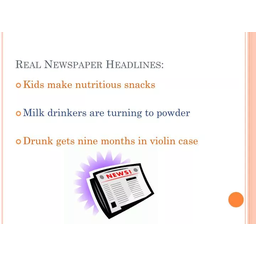 REAL NEWSPAPER HEADLINES:
Kids make nutritious snacks
Milk drinkers are turning to powder
Drunk gets nine months in violin case
NEWS!